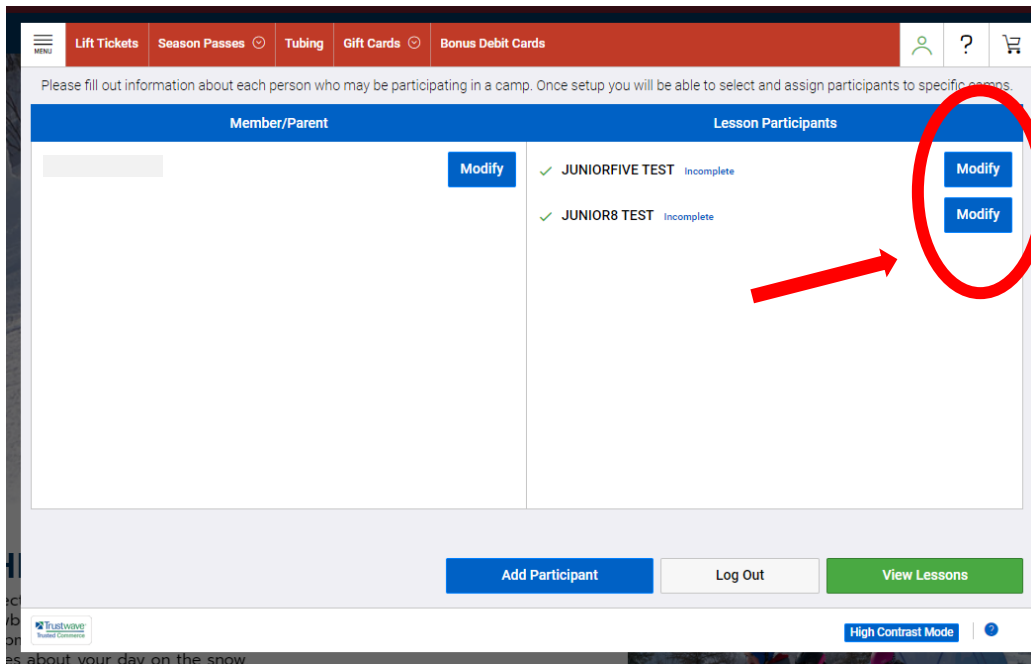 MENU
Lift Tickets
Season Passes
Tubing
Gift Cards
Bonus Debit Cards
?
Please fill out information about each person who may be participating in a camp. Once setup you will be able to select and assign participants to specific camps.
Member/Parent
Lesson Participants
Modify
JUNIORFIVE TEST Incomplete
Modify
JUNIOR8 TEST Incomplete
Modify
Add Participant
Log Out
View Lessons
Trustwave
Trusted Commerce
High Contrast Mode
?
es about your day on the snow